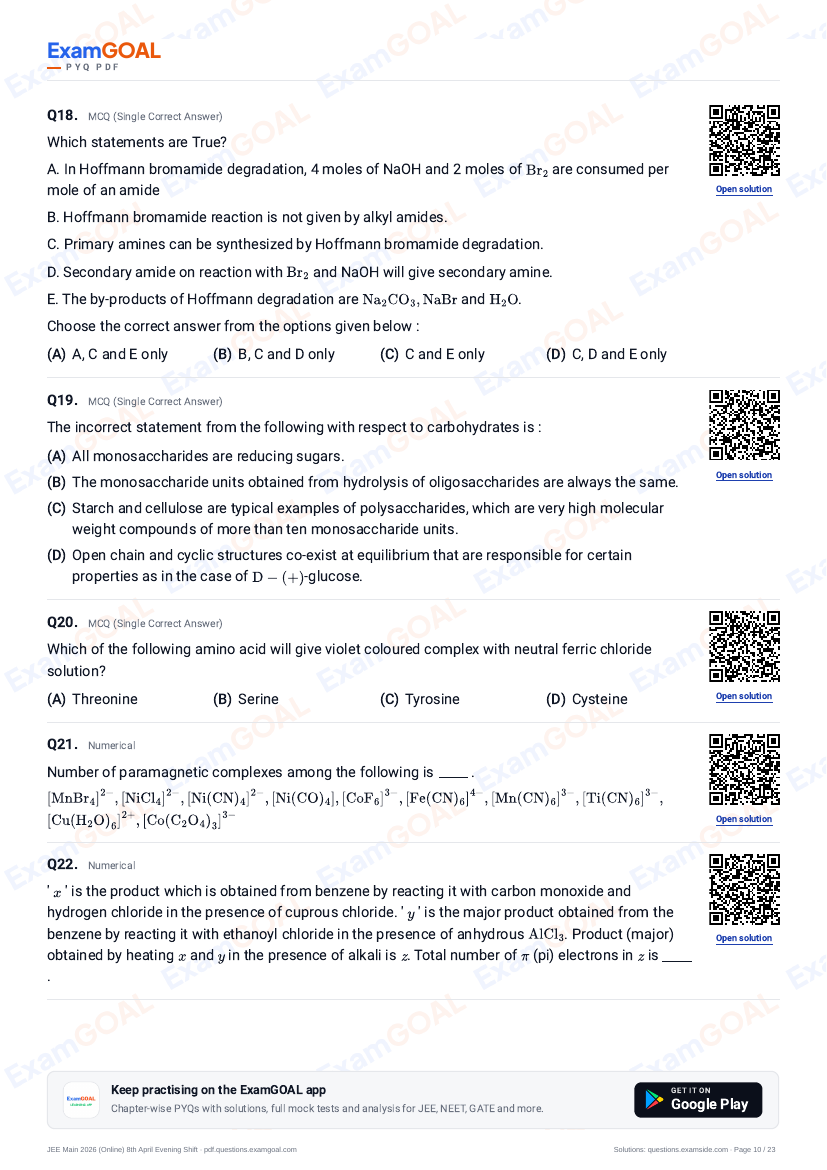 ExamGOAL
PYQ PDF
Q18. MCQ (Single Correct Answer)
Which statements are True?
A. In Hoffmann bromamide degradation, 4 moles of NaOH and 2 moles of Br₂ are consumed per
mole of an amide
B. Hoffmann bromamide reaction is not given by alkyl amides.
C. Primary amines can be synthesized by Hoffmann bromamide degradation.
D. Secondary amide on reaction with Br₂ and NaOH will give secondary amine.
E. The by-products of Hoffmann degradation are Na₂CO₃, NaBr and H₂O.
Choose the correct answer from the options given below :
(A) A, C and E only (B) B, C and D only (C) C and E only (D) C, D and E only
Open solution
Q19. MCQ (Single Correct Answer)
The incorrect statement from the following with respect to carbohydrates is :
(A) All monosaccharides are reducing sugars.
(B) The monosaccharide units obtained from hydrolysis of oligosaccharides are always the same.
(C) Starch and cellulose are typical examples of polysaccharides, which are very high molecular
weight compounds of more than ten monosaccharide units.
(D) Open chain and cyclic structures co-exist at equilibrium that are responsible for certain
properties as in the case of D − (+)-glucose.
Open solution
Q20. MCQ (Single Correct Answer)
Which of the following amino acid will give violet coloured complex with neutral ferric chloride
solution?
(A) Threonine (B) Serine (C) Tyrosine (D) Cysteine
Open solution
Q21. Numerical
Number of paramagnetic complexes among the following is ____ .
[MnBr₄]²⁻, [NiCl₄]²⁻, [Ni(CN)₄]²⁻, [Ni(CO)₄], [CoF₆]³⁻, [Fe(CN)₆]⁴⁻, [Mn(CN)₆]³⁻, [Ti(CN)₆]³⁻,
[Cu(H₂O)₆]²⁺, [Co(C₂O₄)₃]³⁻
Open solution
Q22. Numerical
' x ' is the product which is obtained from benzene by reacting it with carbon monoxide and
hydrogen chloride in the presence of cuprous chloride. ' y ' is the major product obtained from the
benzene by reacting it with ethanoyl chloride in the presence of anhydrous AlCl₃. Product (major)
obtained by heating x and y in the presence of alkali is z. Total number of π (pi) electrons in z is ____
.
Open solution
ExamGOAL
Keep practising on the ExamGOAL app
Chapter-wise PYQs with solutions, full mock tests and analysis for JEE, NEET, GATE and more.
GET IT ON
Google Play
JEE Main 2026 (Online) 8th April Evening Shift · pdf.questions.examgoal.com
Solutions: questions.examside.com · Page 10 / 23